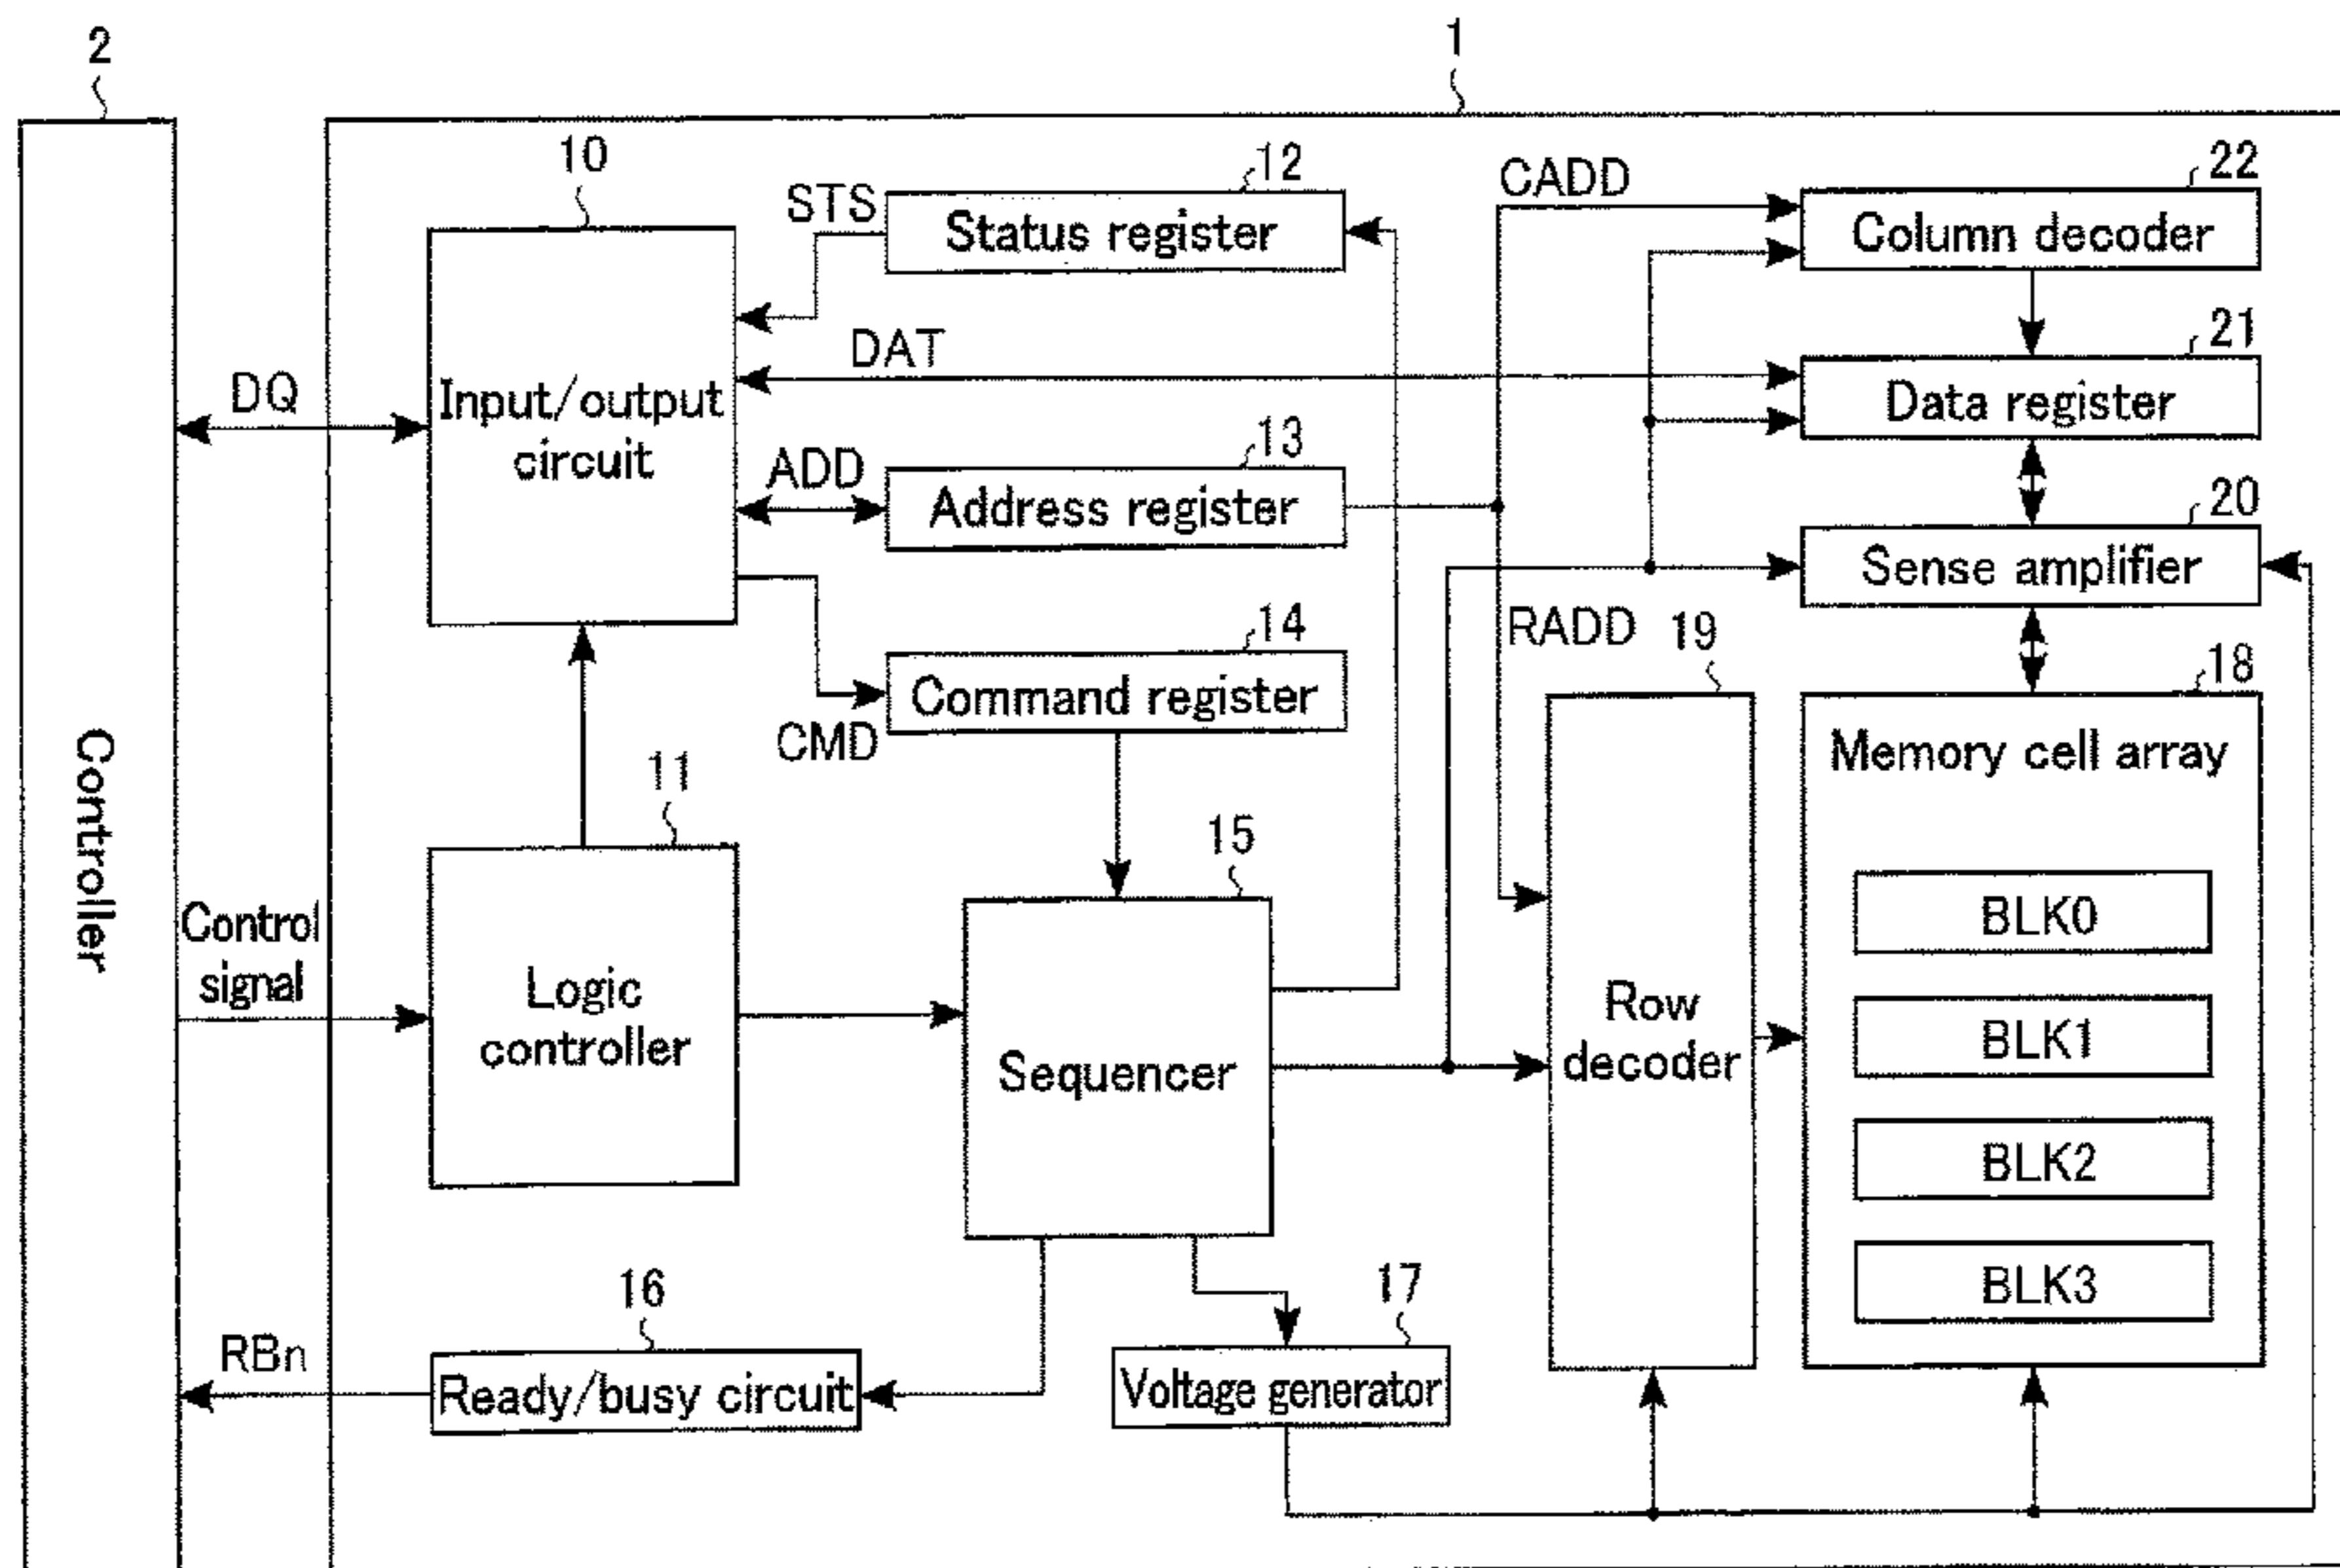 2
1
10
STS
12
Status register
CADD
22
Column decoder
DAT
21
Data register
DQ
Input/output
circuit
ADD
13
Address register
20
Sense amplifier
CMD
14
Command register
RADD
19
Row
decoder
18
Memory cell array
BLK0
BLK1
BLK2
BLK3
Controller
Control
signal
11
Logic
controller
15
Sequencer
RBn
16
Ready/busy circuit
17
Voltage generator